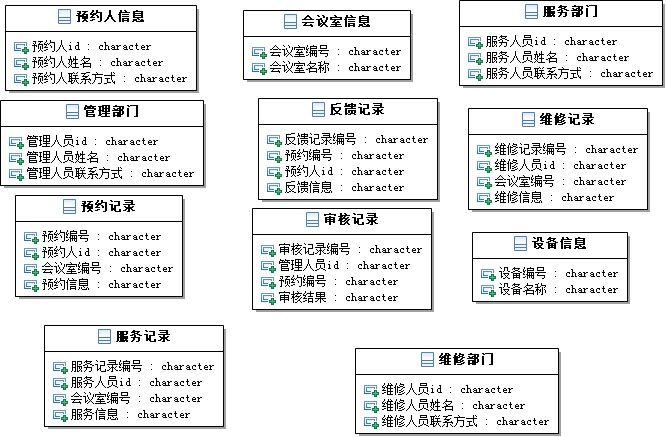 预约人信息
预约人id : character
预约人姓名 : character
预约人联系方式 : character
会议室信息
会议室编号 : character
会议室名称 : character
服务部门
服务人员id : character
服务人员姓名 : character
服务人员联系方式 : character
管理部门
管理人员id : character
管理人员姓名 : character
管理人员联系方式 : character
反馈记录
反馈记录编号 : character
预约编号 : character
预约人id : character
反馈信息 : character
维修记录
维修记录编号 : character
维修人员id : character
会议室编号 : character
维修信息 : character
预约记录
预约编号 : character
预约人id : character
会议室编号 : character
预约信息 : character
审核记录
审核记录编号 : character
管理人员id : character
预约编号 : character
审核结果 : character
设备信息
设备编号 : character
设备名称 : character
服务记录
服务记录编号 : character
服务人员id : character
会议室编号 : character
服务信息 : character
维修部门
维修人员id : character
维修人员姓名 : character
维修人员联系方式 : character